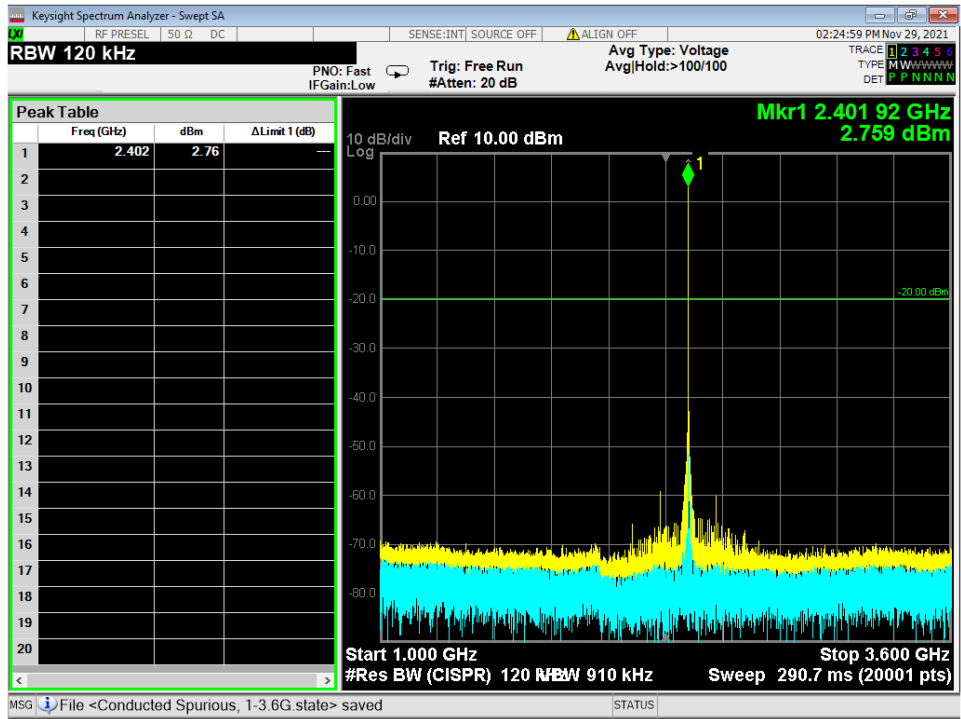 Keysight Spectrum Analyzer - Swept SA
LXI RF PRESEL 50 Ω DC SENSE:INT SOURCE OFF ALIGN OFF 02:24:59 PM Nov 29, 2021
RBW 120 kHz
PNO: Fast
IFGain:Low
Trig: Free Run
#Atten: 20 dB
Avg Type: Voltage
Avg|Hold:>100/100
TRACE 1 2 3 4 5 6
TYPE M W W W W W
DET P P N N N N
Peak Table
Freq (GHz) dBm ΔLimit 1 (dB)
1 2.402 2.76 ---
2
3
4
5
6
7
8
9
10
11
12
13
14
15
16
17
18
19
20
Mkr1 2.401 92 GHz
2.759 dBm
10 dB/div Ref 10.00 dBm
Log
1
0.00
-10.0
-20.0
-20.00 dBm
-30.0
-40.0
-50.0
-60.0
-70.0
-80.0
Start 1.000 GHz Stop 3.600 GHz
#Res BW (CISPR) 120 kHz VBW 910 kHz Sweep 290.7 ms (20001 pts)
MSG File <Conducted Spurious, 1-3.6G.state> saved STATUS